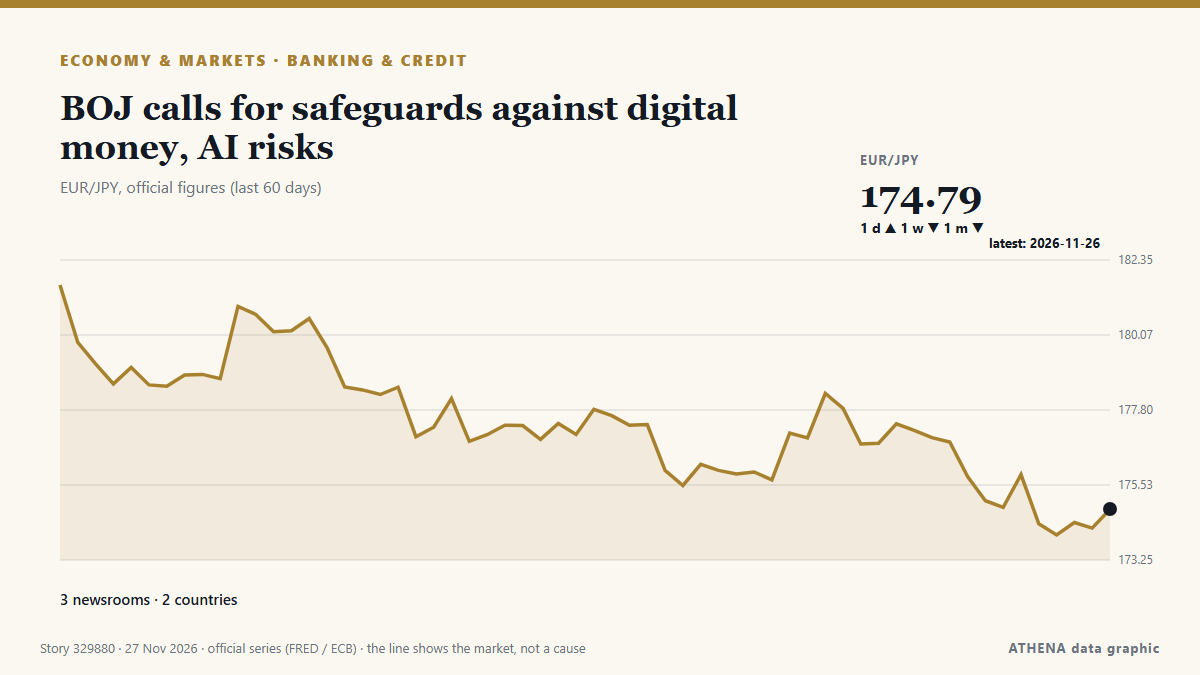 ECONOMY & MARKETS · BANKING & CREDIT
BOJ calls for safeguards against digital
money, AI risks
EUR/JPY, official figures (last 60 days)
EUR/JPY
174.79
1 d ▲ 1 w ▼ 1 m ▼
latest: 2026-11-26
182.35
180.07
177.80
175.53
173.25
3 newsrooms · 2 countries
Story 329880 · 27 Nov 2026 · official series (FRED / ECB) · the line shows the market, not a cause
ATHENA data graphic